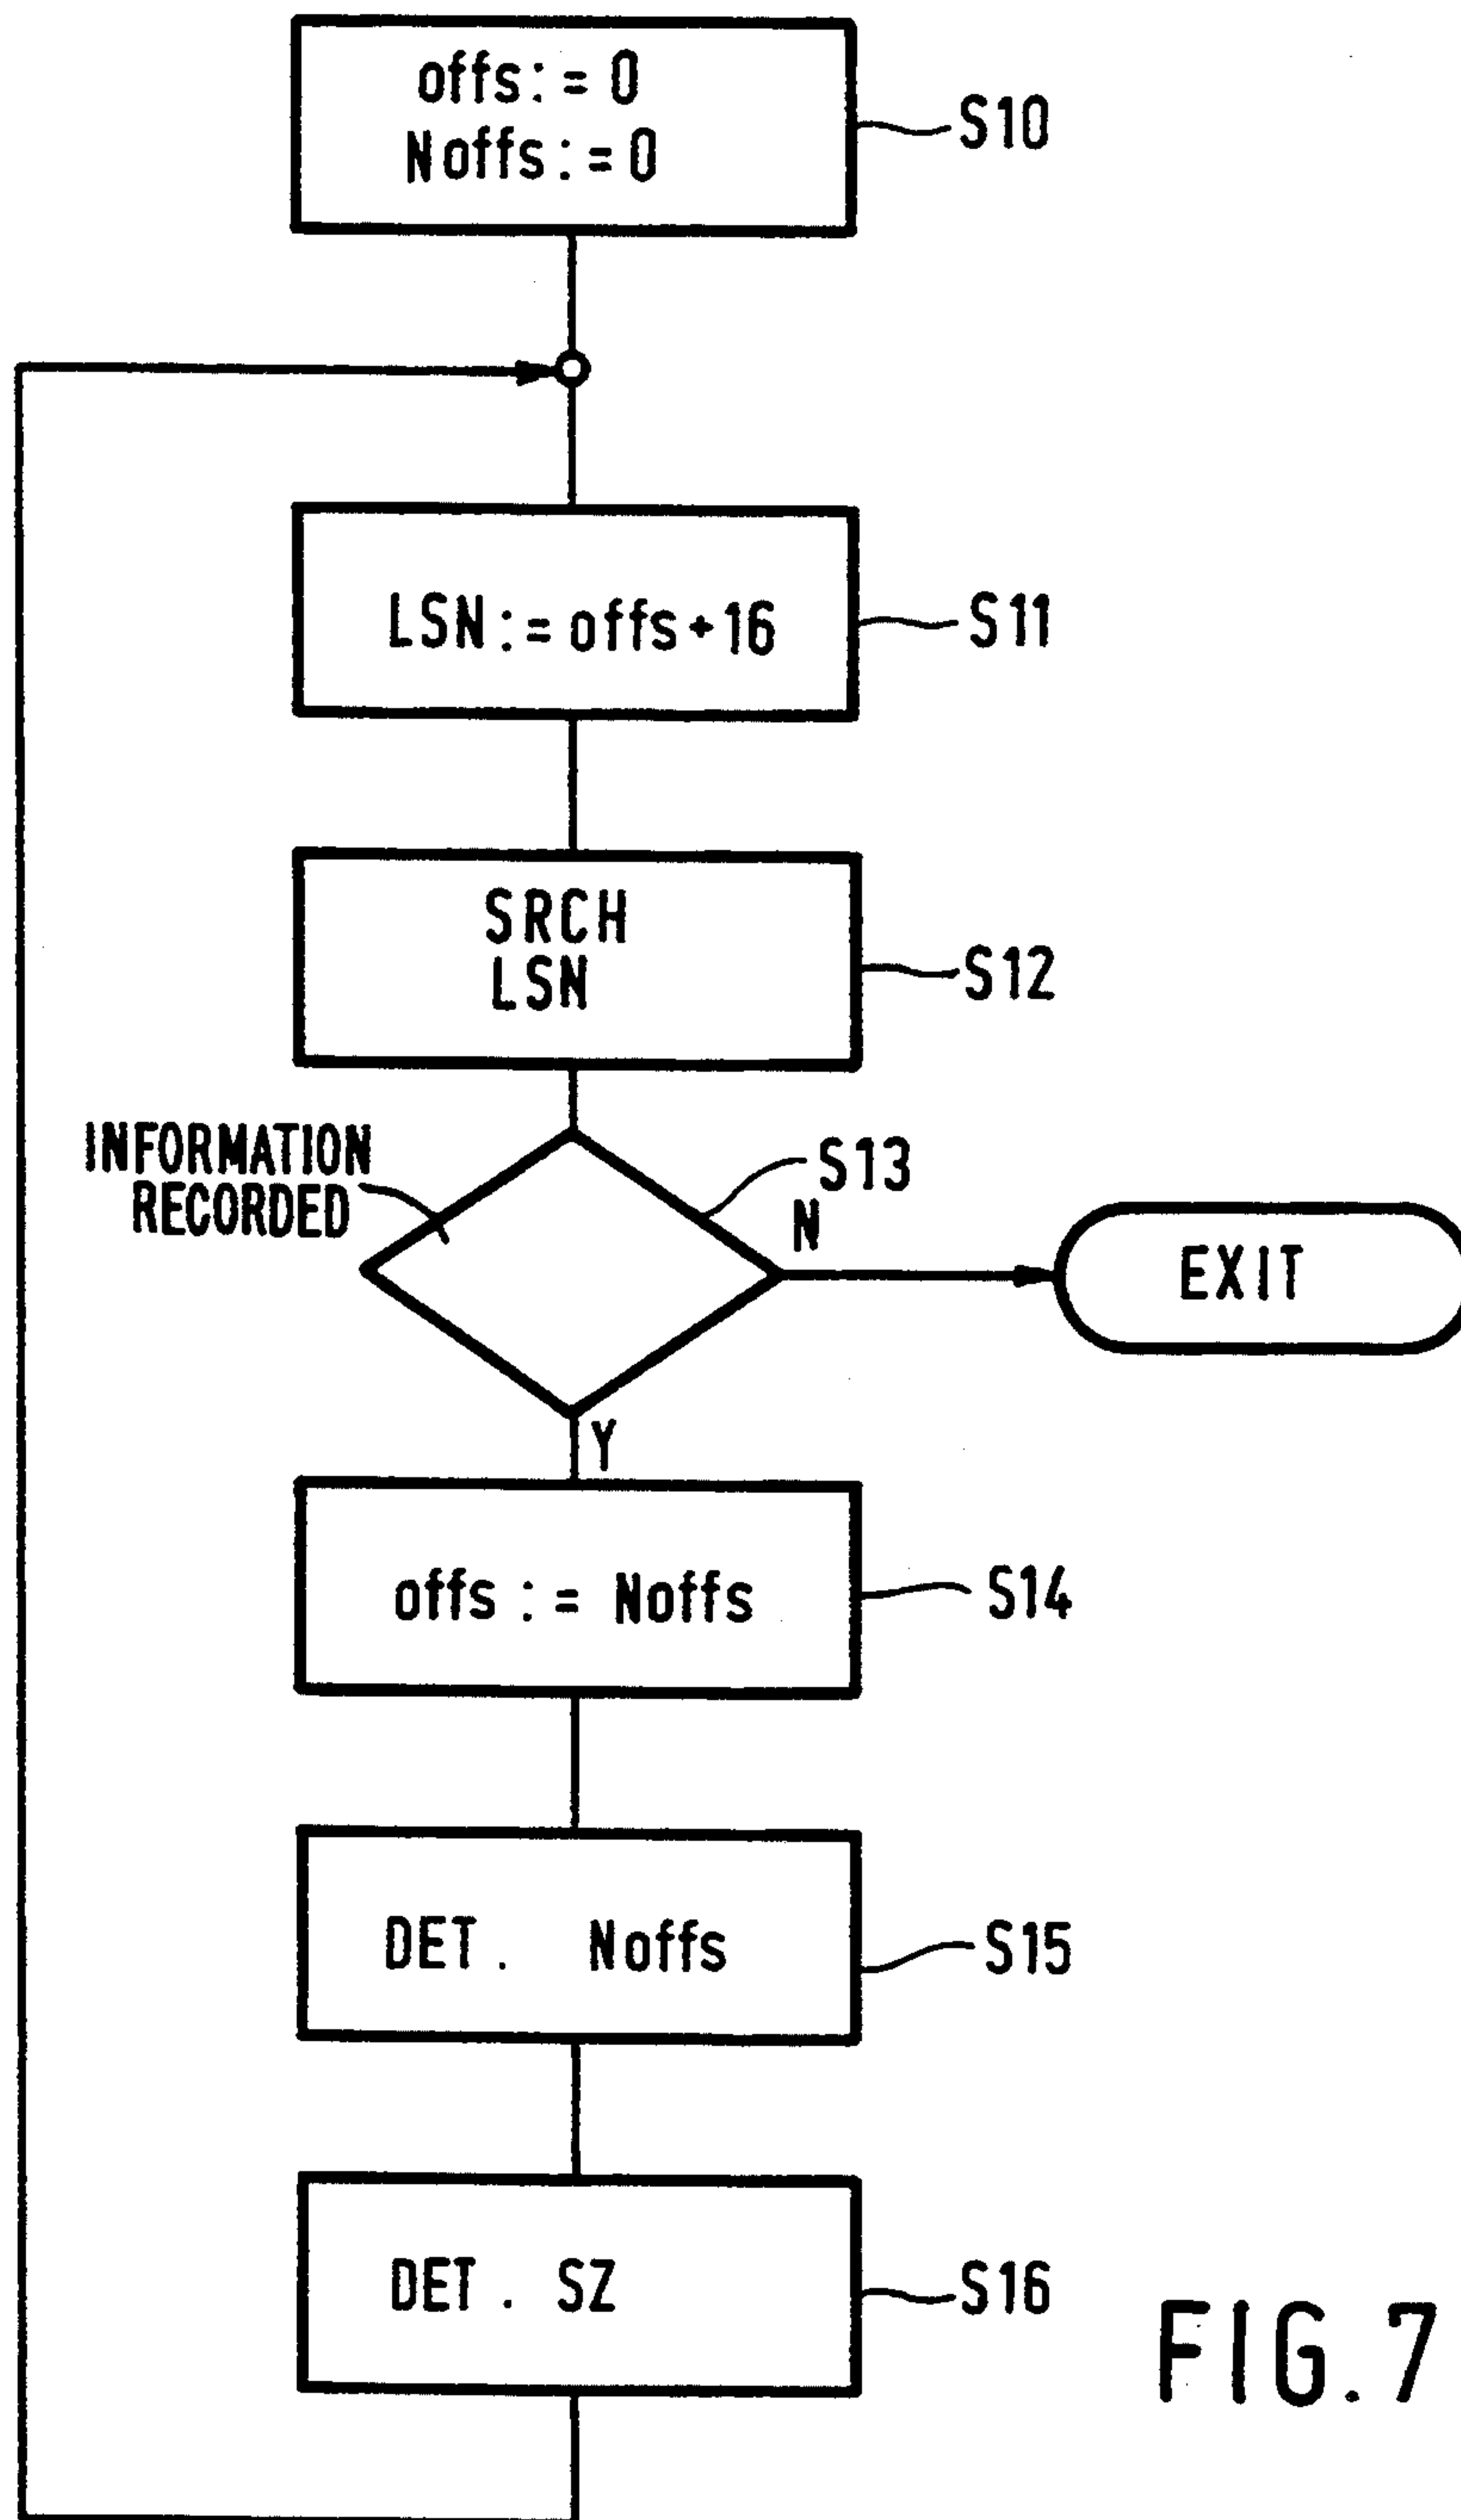 offs:=0
Noffs:=0
S10
LSN:=offs+16
S11
SRCH
LSN
S12
INFORMATION
RECORDED
S13
N
EXIT
Y
offs := Noffs
S14
DET. Noffs
S15
DET. SZ
S16
FIG.7